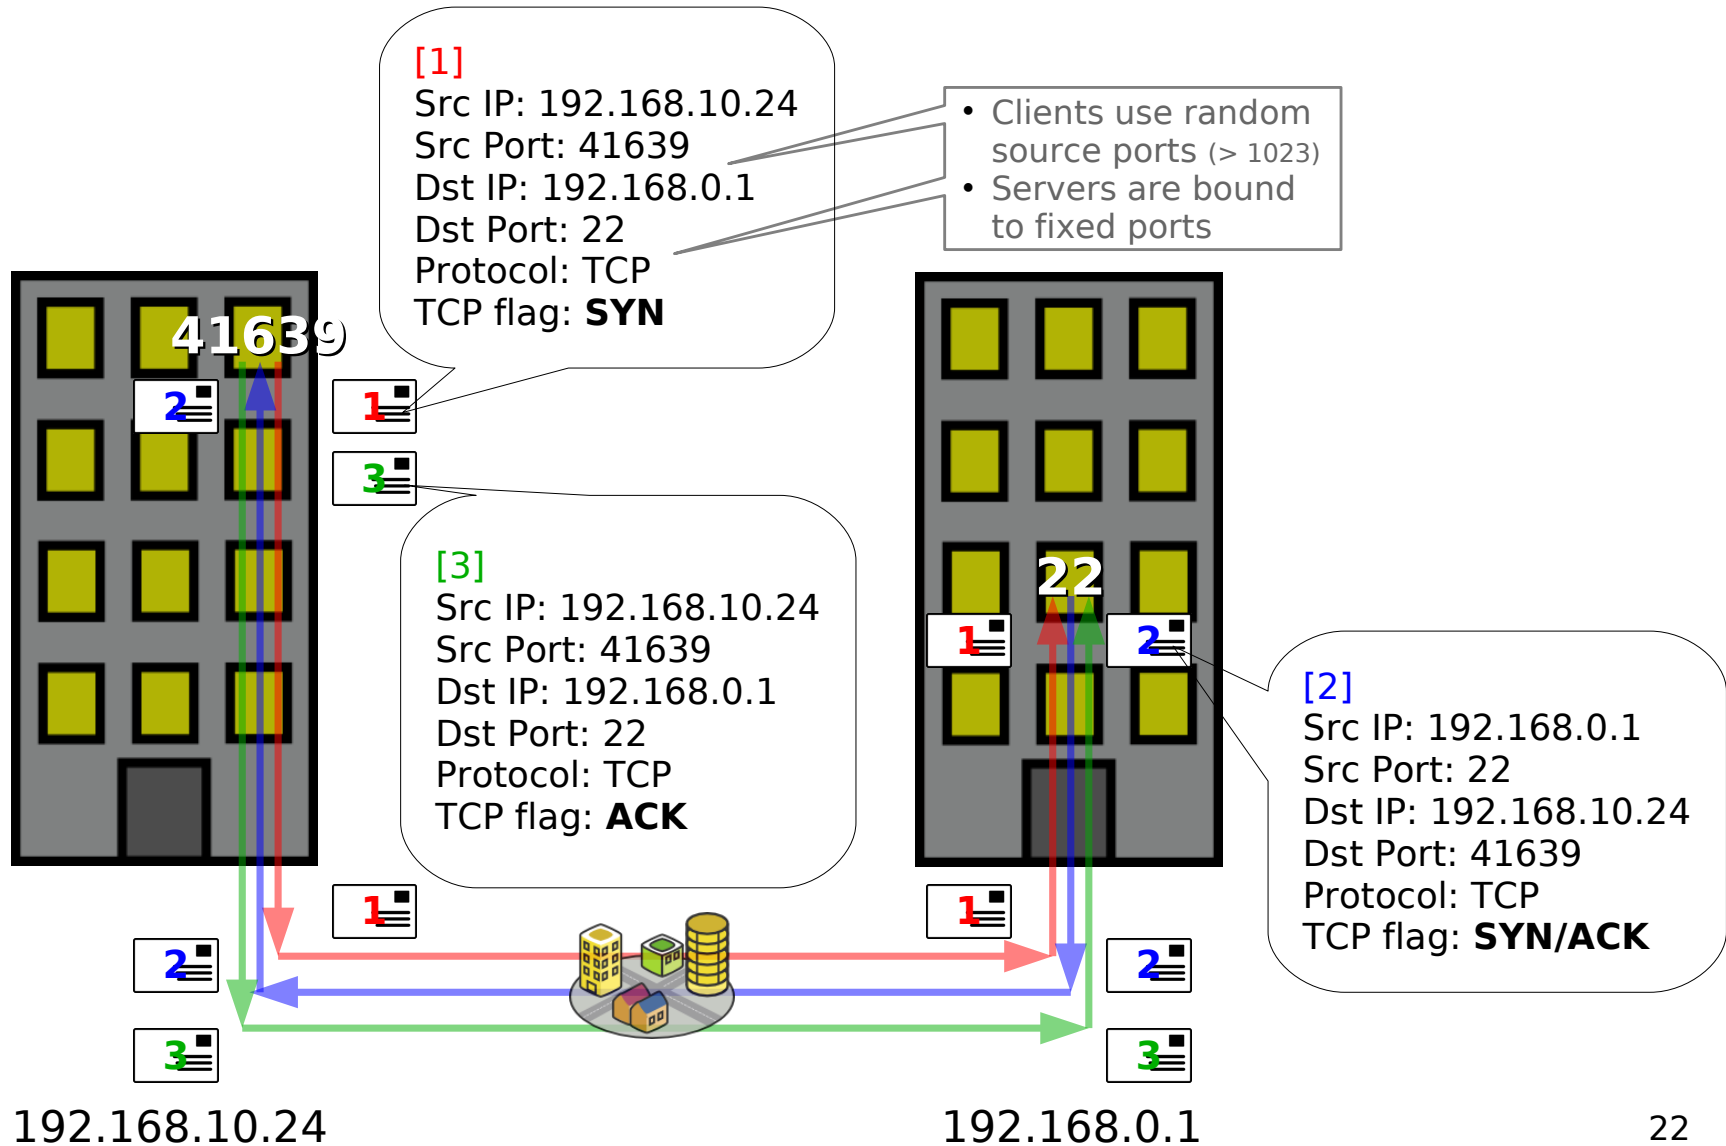 [1]
Src IP: 192.168.10.24
Src Port: 41639
Dst IP: 192.168.0.1
Dst Port: 22
Protocol: TCP
TCP flag: SYN
• Clients use random
source ports (> 1023)
• Servers are bound
to fixed ports
41639
2
1
3
[3]
Src IP: 192.168.10.24
Src Port: 41639
Dst IP: 192.168.0.1
Dst Port: 22
Protocol: TCP
TCP flag: ACK
22
1
2
[2]
Src IP: 192.168.0.1
Src Port: 22
Dst IP: 192.168.10.24
Dst Port: 41639
Protocol: TCP
TCP flag: SYN/ACK
1
1
2
2
3
3
192.168.10.24
192.168.0.1
22